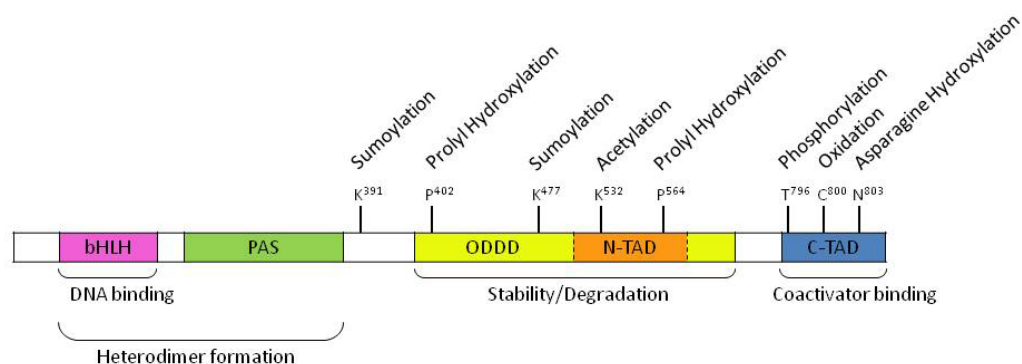 Sumoylation
Prolyl Hydroxylation
Sumoylation
Acetylation
Prolyl Hydroxylation
Phosphorylation
Oxidation
Asparagine Hydroxylation
K³⁹¹ P⁴⁰² K⁴⁷⁷ K⁵³² P⁵⁶⁴ T⁷⁹⁶ C⁸⁰⁰ N⁸⁰³
bHLH PAS ODDD N-TAD C-TAD
DNA binding Stability/Degradation Coactivator binding
Heterodimer formation